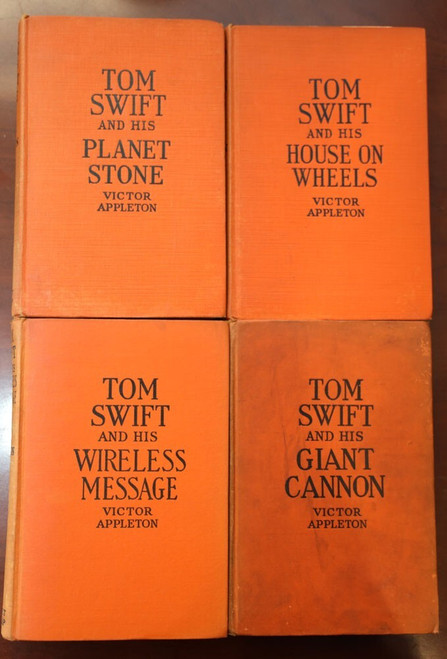 TOM
SWIFT
AND HIS
PLANET
STONE
VICTOR
APPLETON
TOM
SWIFT
AND HIS
HOUSE ON
WHEELS
VICTOR
APPLETON
TOM
SWIFT
AND HIS
WIRELESS
MESSAGE
VICTOR
APPLETON
TOM
SWIFT
AND HIS
GIANT
CANNON
VICTOR
APPLETON